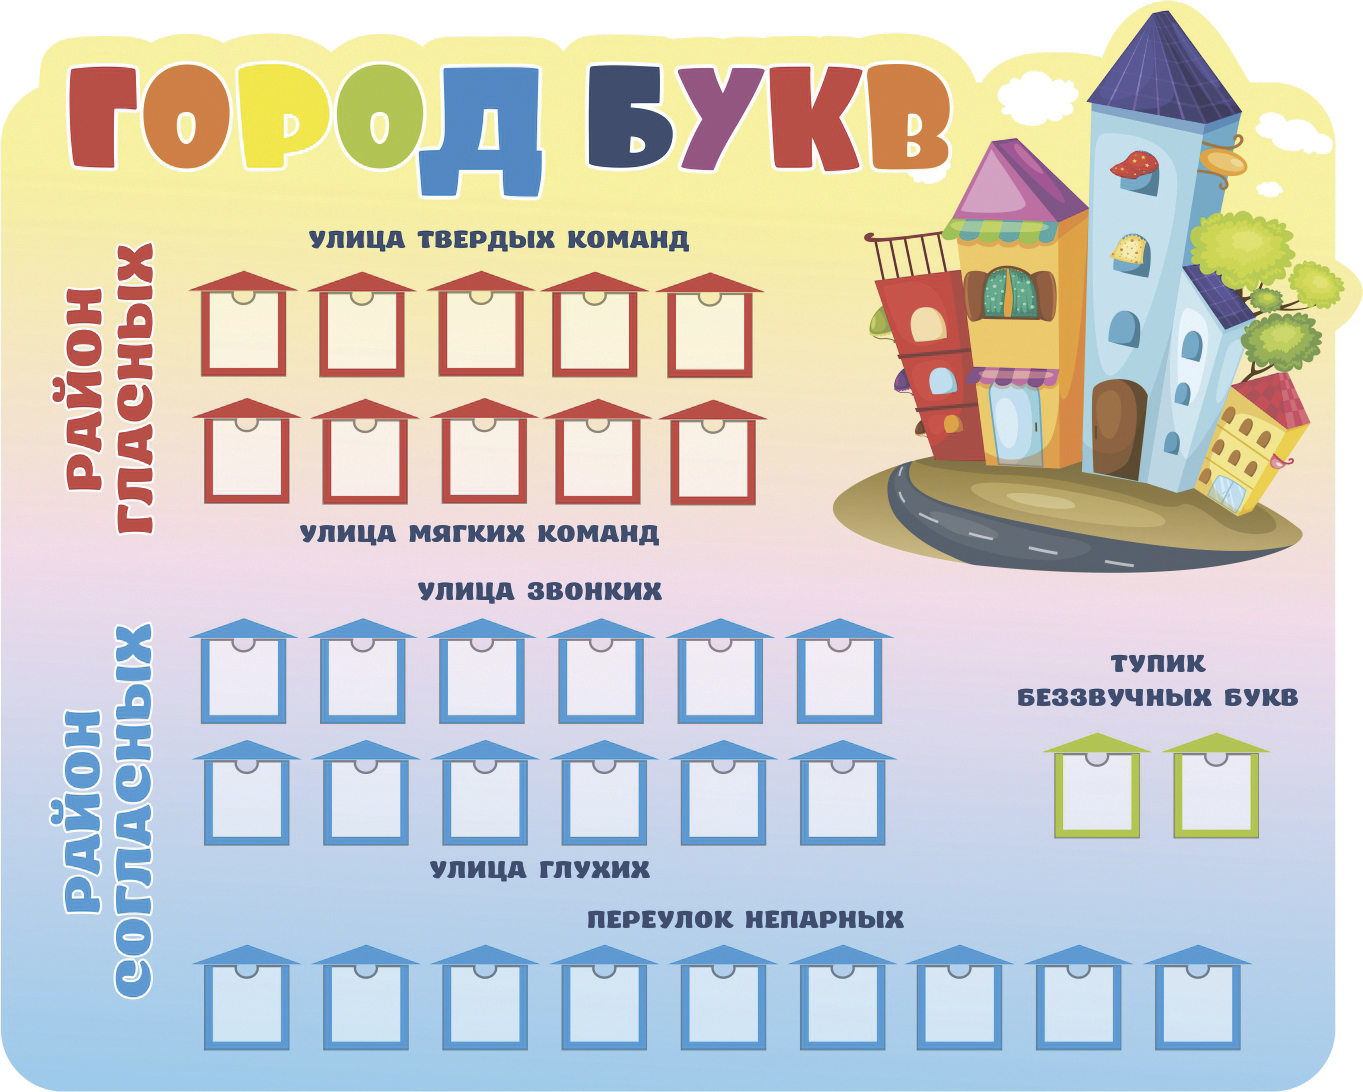 ГОРОД БУКВ
РАЙОН
ГЛАСНЫХ
УЛИЦА ТВЕРДЫХ КОМАНД
УЛИЦА МЯГКИХ КОМАНД
РАЙОН
СОГЛАСНЫХ
УЛИЦА ЗВОНКИХ
УЛИЦА ГЛУХИХ
ТУПИК
БЕЗЗВУЧНЫХ БУКВ
ПЕРЕУЛОК НЕПАРНЫХ